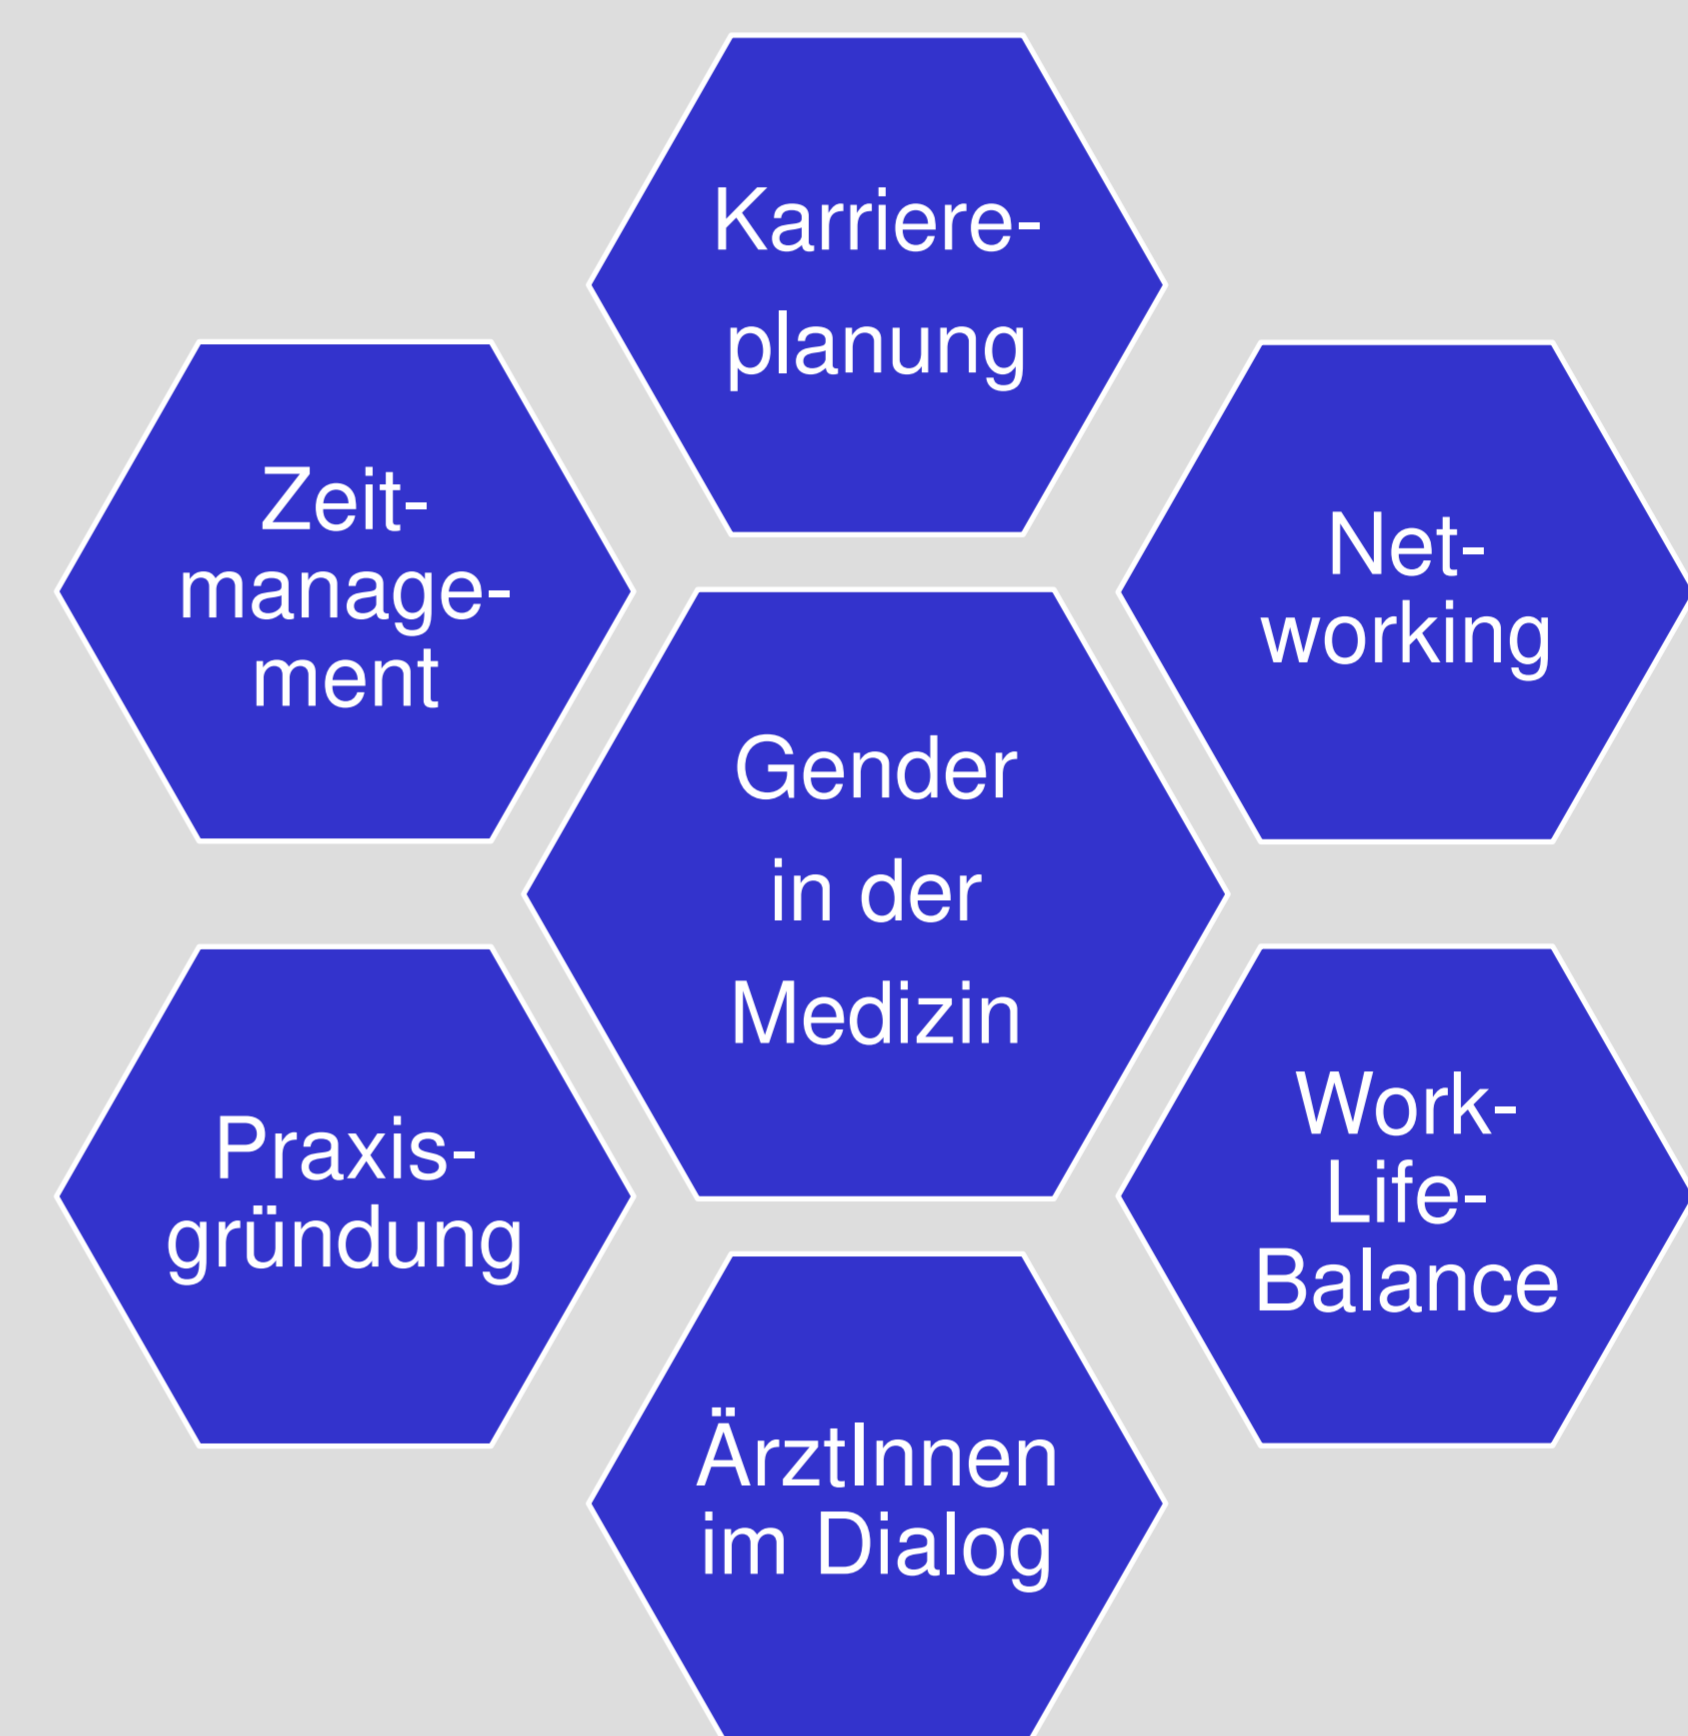 Karriere-
planung
Zeit-
manage-
ment
Net-
working
Gender
in der
Medizin
Praxis-
gründung
Work-
Life-
Balance
ÄrztInnen
im Dialog